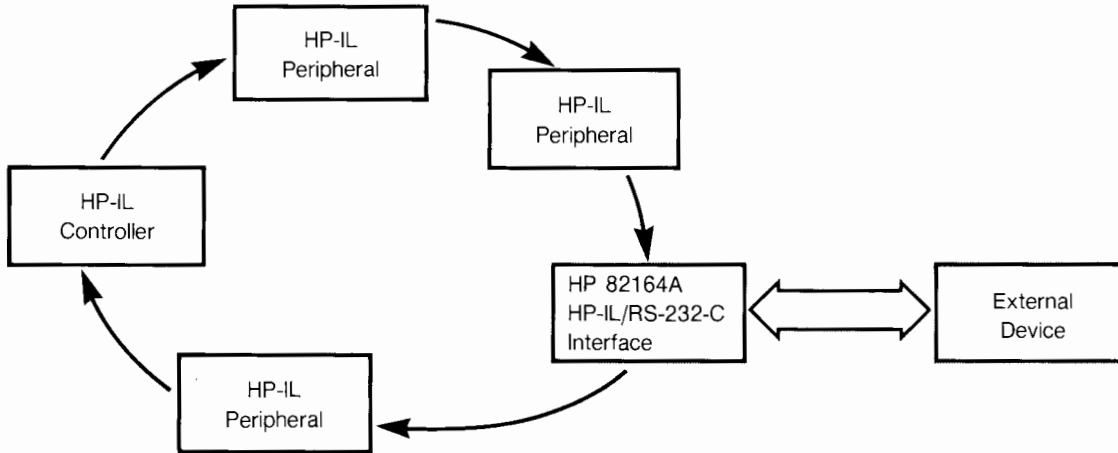 HP-IL
Peripheral
HP-IL
Peripheral
HP-IL
Controller
HP 82164A
HP-IL/RS-232-C
Interface
External
Device
HP-IL
Peripheral